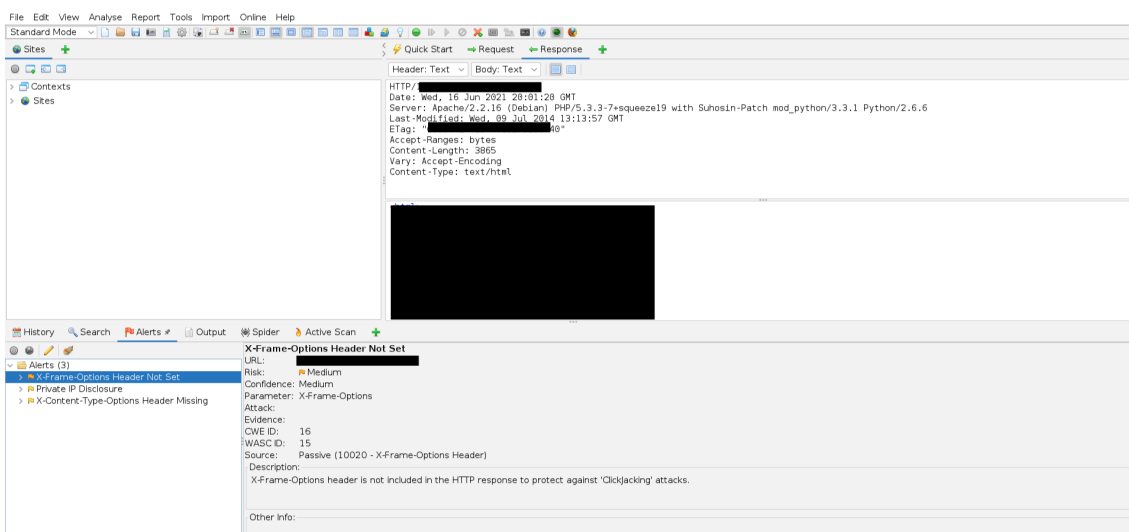 File Edit View Analyse Report Tools Import Online Help
Standard Mode
Sites
Quick Start Request Response
Header: Text Body: Text
Contexts
Sites
HTTP/
Date: Wed, 16 Jun 2021 20:01:20 GMT
Server: Apache/2.2.16 (Debian) PHP/5.3.3-7+squeeze19 with Suhosin-Patch mod_python/3.3.1 Python/2.6.6
Last-Modified: Wed, 09 Jul 2014 13:13:57 GMT
ETag: "40"
Accept-Ranges: bytes
Content-Length: 3865
Vary: Accept-Encoding
Content-Type: text/html
History Search Alerts Output Spider Active Scan
Alerts (3)
X-Frame-Options Header Not Set
Private IP Disclosure
X-Content-Type-Options Header Missing
X-Frame-Options Header Not Set
URL:
Risk: Medium
Confidence: Medium
Parameter: X-Frame-Options
Attack:
Evidence:
CWE ID: 16
WASC ID: 15
Source: Passive (10020 - X-Frame-Options Header)
Description:
X-Frame-Options header is not included in the HTTP response to protect against 'ClickJacking' attacks.
Other Info: